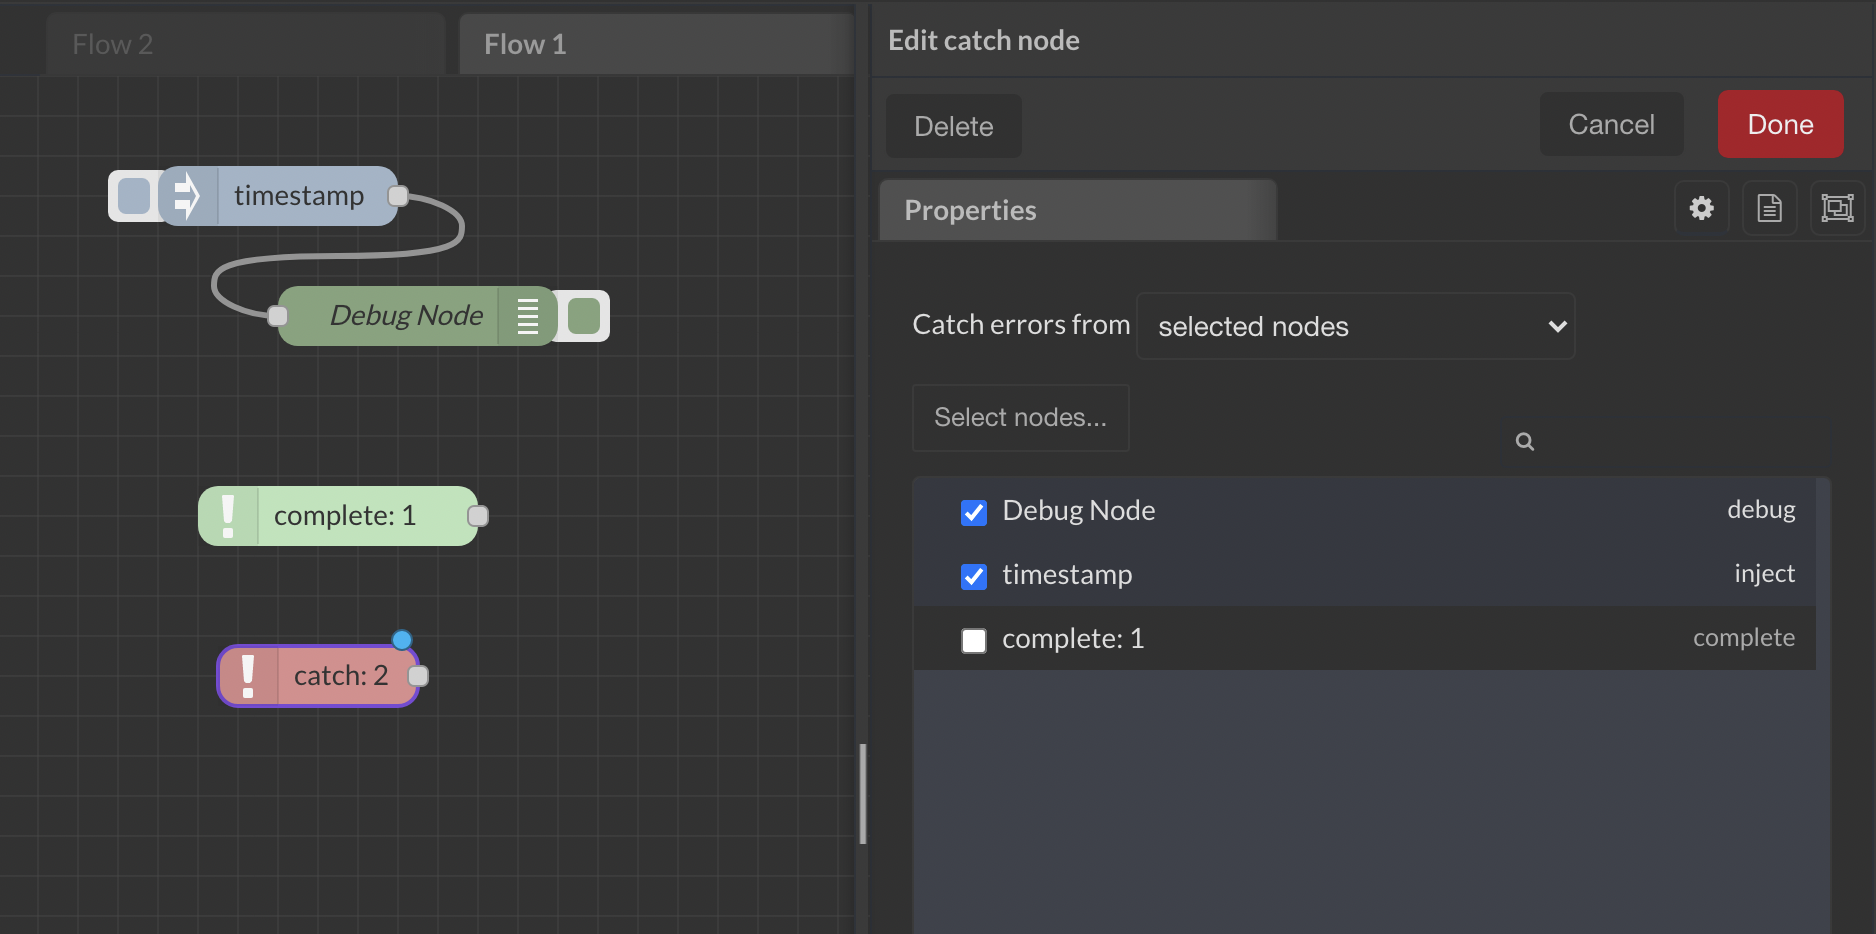 Flow 2
Flow 1
timestamp
Debug Node
complete: 1
catch: 2
Edit catch node
Delete
Cancel
Done
Properties
Catch errors from
selected nodes
Select nodes...
Debug Node debug
timestamp inject
complete: 1 complete